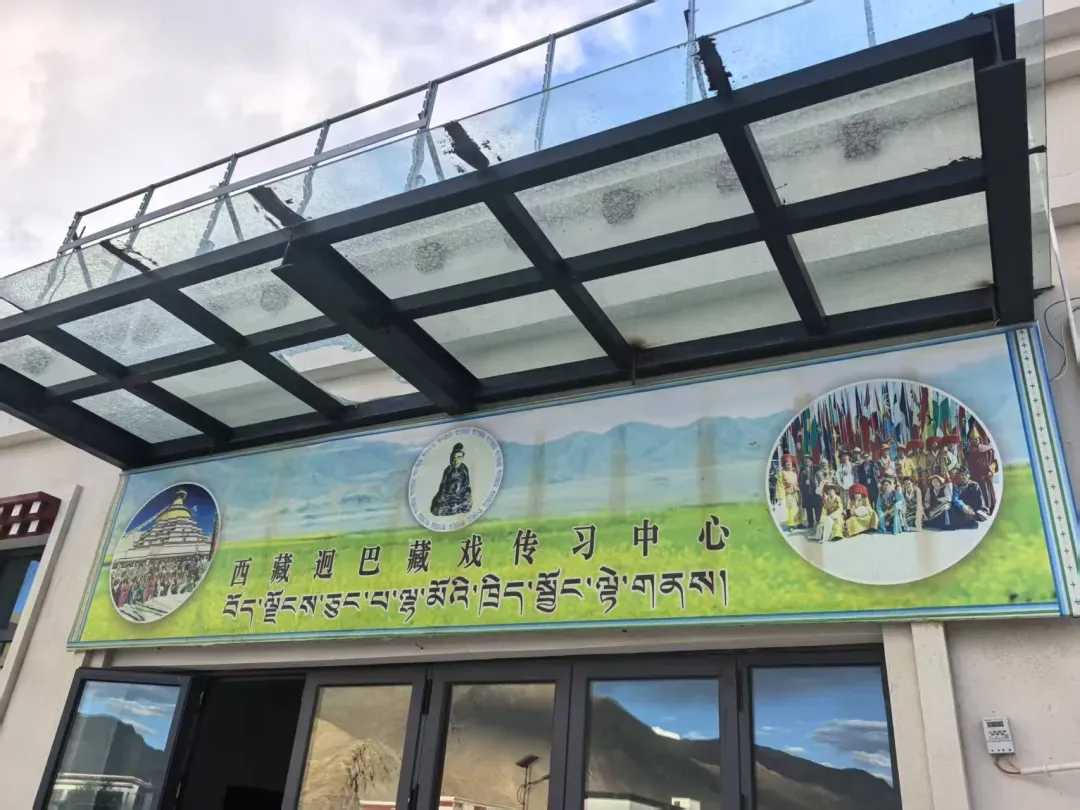 西藏迥巴藏戏传习中心
བོད་ལྗོངས་ཅུང་པ་ལྷ་མོའི་ཁྲིད་སྦྱོང་ལྟེ་གནས།